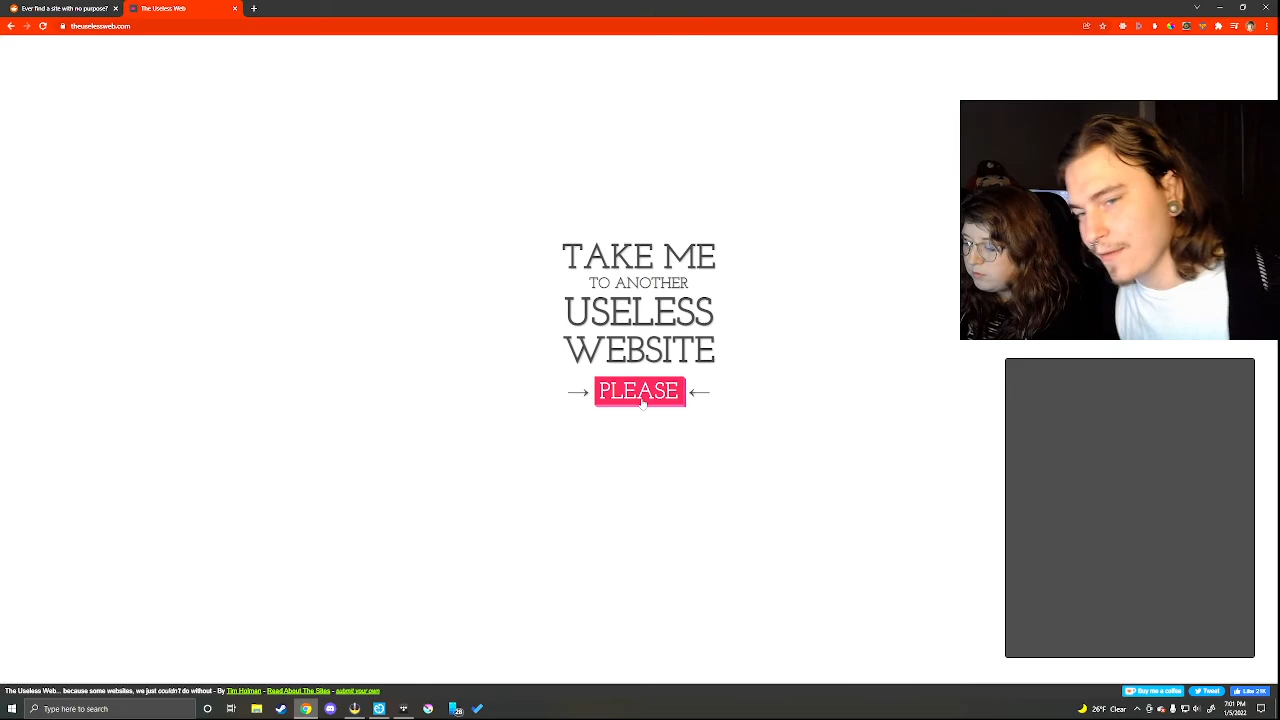 Ever find a site with no purpose?
The Useless Web
theuselessweb.com
TAKE ME
TO ANOTHER
USELESS
WEBSITE
PLEASE
The Useless Web... because some websites, we just couldn't do without - By Tim Holman - Read About The Sites - submit your own
Buy me a coffee
Tweet
Like 21K
Type here to search
28
26°F Clear
7:01 PM
1/5/2022